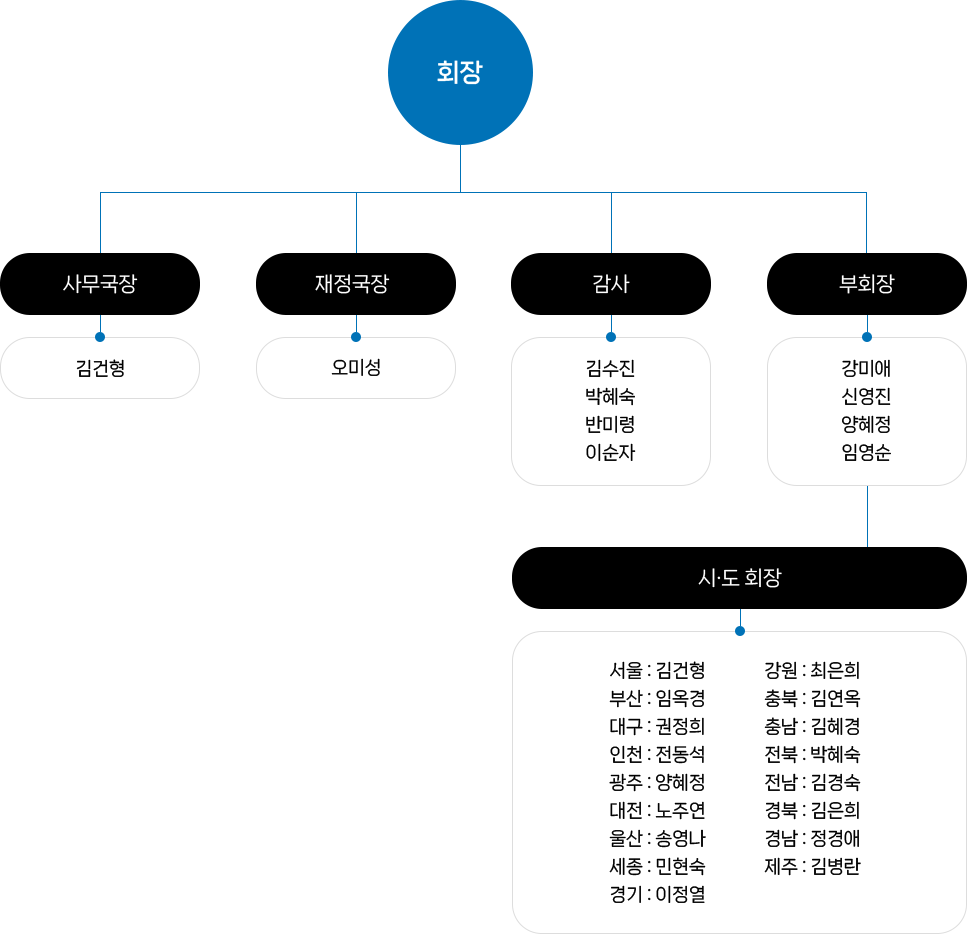 회장
사무국장
김건형
재정국장
오미성
감사
김수진
박혜숙
반미령
이순자
부회장
강미애
신영진
양혜정
임영순
시·도 회장
서울 : 김건형
부산 : 임옥경
대구 : 권정희
인천 : 전동석
광주 : 양혜정
대전 : 노주연
울산 : 송영나
세종 : 민현숙
경기 : 이정열
강원 : 최은희
충북 : 김연옥
충남 : 김혜경
전북 : 박혜숙
전남 : 김경숙
경북 : 김은희
경남 : 정경애
제주 : 김병란